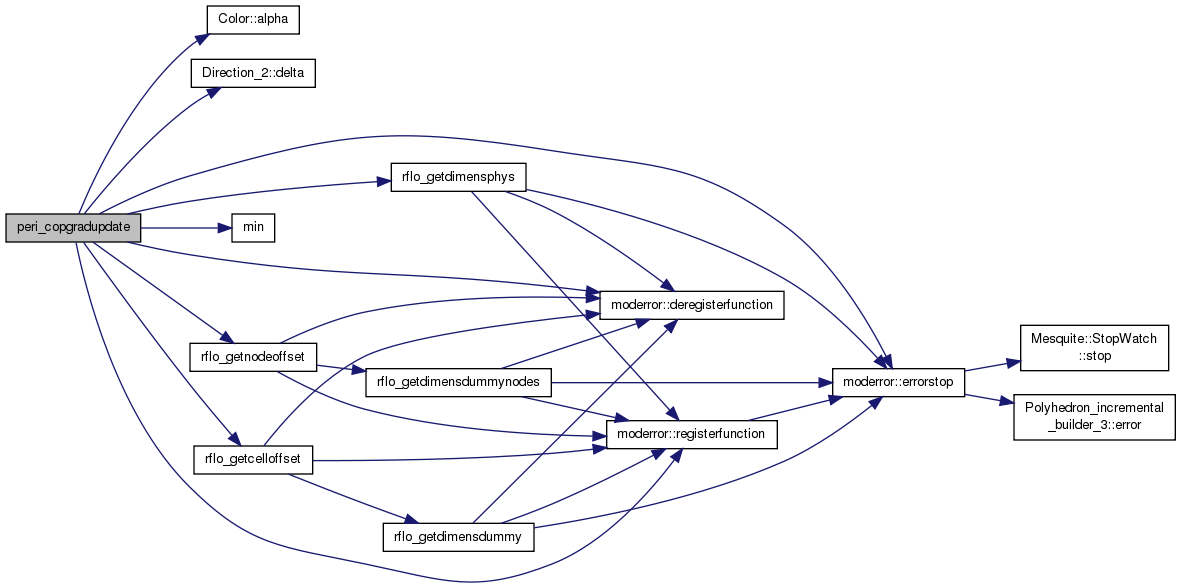 Color::alpha
Direction_2::delta
rflo_getdimensphys
peri_copgradupdate
min
moderror::deregisterfunction
rflo_getnodeoffset
rflo_getdimensdummynodes
moderror::errorstop
Mesquite::StopWatch
::stop
Polyhedron_incremental
_builder_3::error
moderror::registerfunction
rflo_getcelloffset
rflo_getdimensdummy